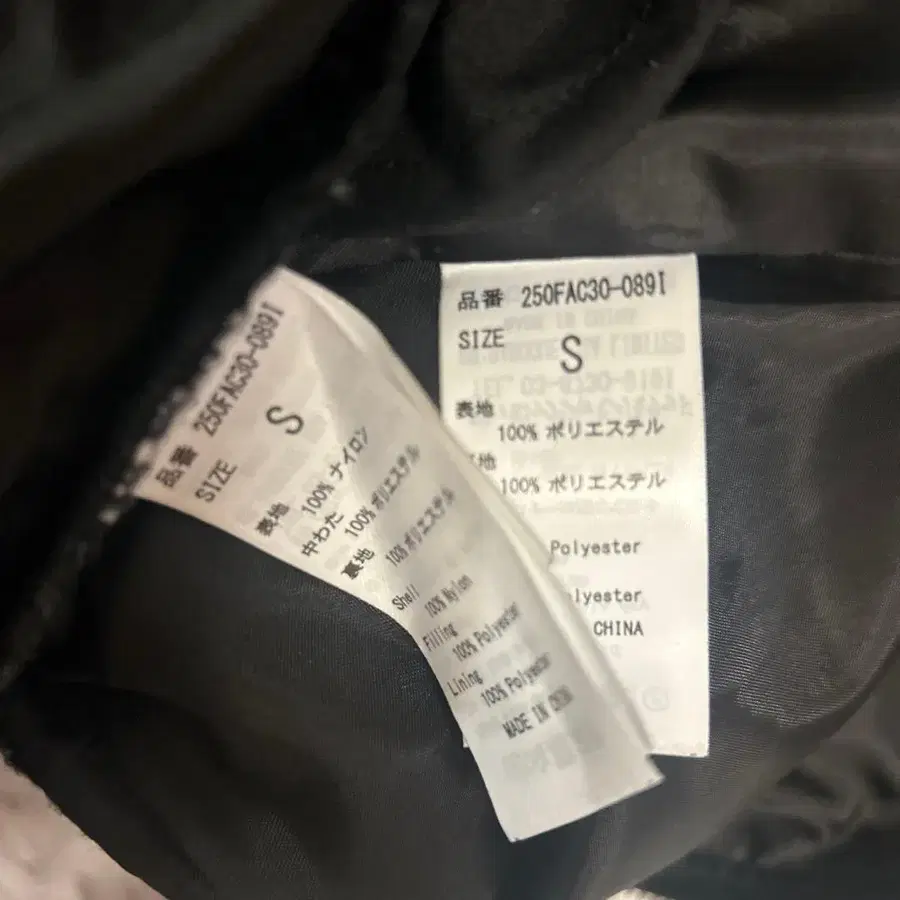 品番 250FAC30-089I
SIZE S
表地
100% ナイロン
中わた
100% ポリエステル
裏地
100% ポリエステル
Shell
100% Nylon
Filling
100% Polyester
Lining
100% Polyester
MADE IN CHINA
品番 250FAC30-089I
SIZE S
表地
100% ポリエステル
地
100% ポリエステル
Polyester
lyester
CHINA